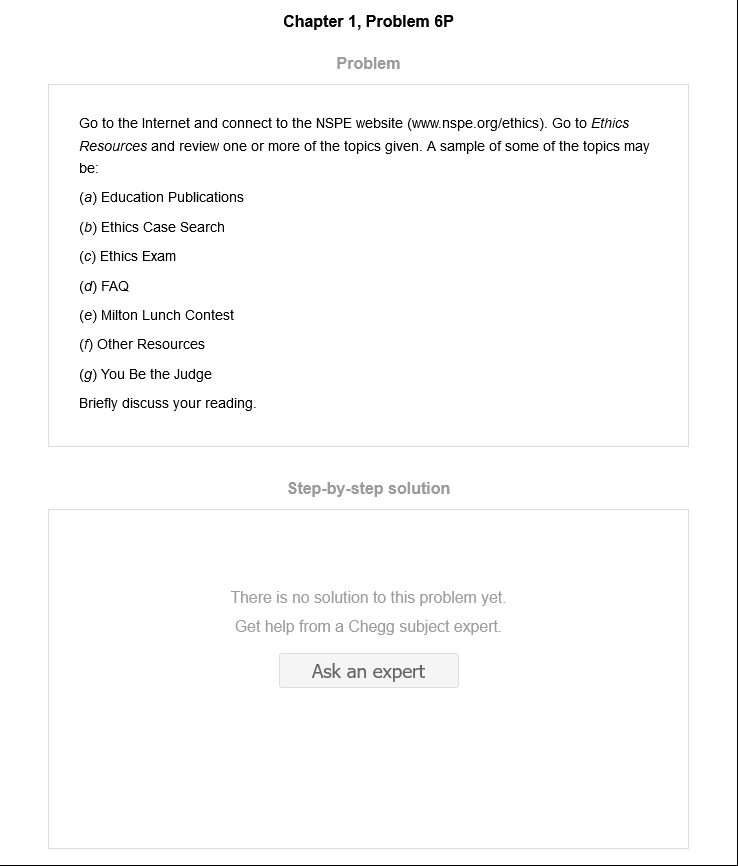 Chapter 1, Problem 6P
Problem
Go to the Internet and connect to the NSPE website (www.nspe.org/ethics). Go to Ethics
Resources and review one or more of the topics given. A sample of some of the topics may
be:
(a) Education Publications
(b) Ethics Case Search
(c) Ethics Exam
(d) FAQ
(e) Milton Lunch Contest
(f) Other Resources
(g) You Be the Judge
Briefly discuss your reading.
Step-by-step solution
There is no solution to this problem yet.
Get help from a Chegg subject expert.
Ask an expert